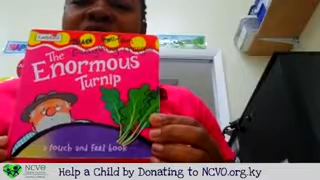 The
Enormous
Turnip
a touch and feel book
NCVO
Help a Child by Donating to NCVO.org.ky